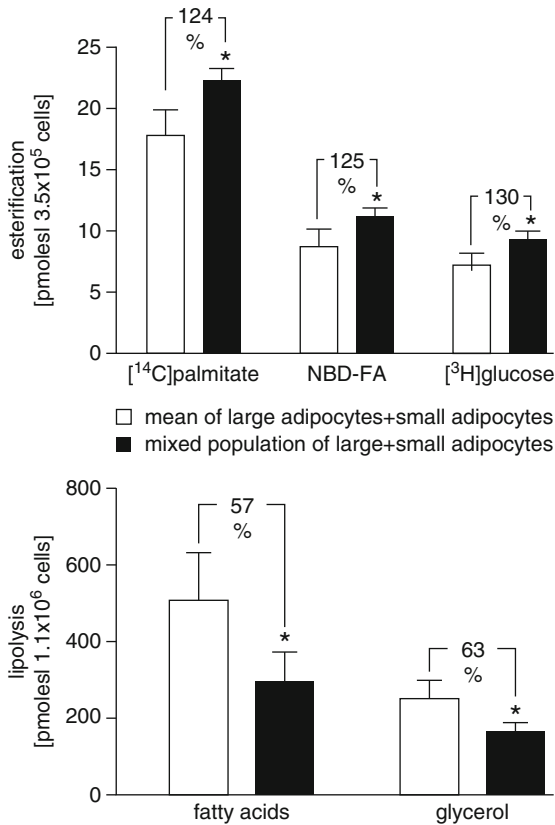 124
%
*
125
%
*
130
%
*
25
20
15
10
5
0
esterification
[pmolesl 3.5x10⁵ cells]
[¹⁴C]palmitate
NBD-FA
[³H]glucose
mean of large adipocytes+small adipocytes
mixed population of large+small adipocytes
800
600
400
200
0
lipolysis
[pmolesl 1.1x10⁶ cells]
57
%
*
63
%
*
fatty acids
glycerol